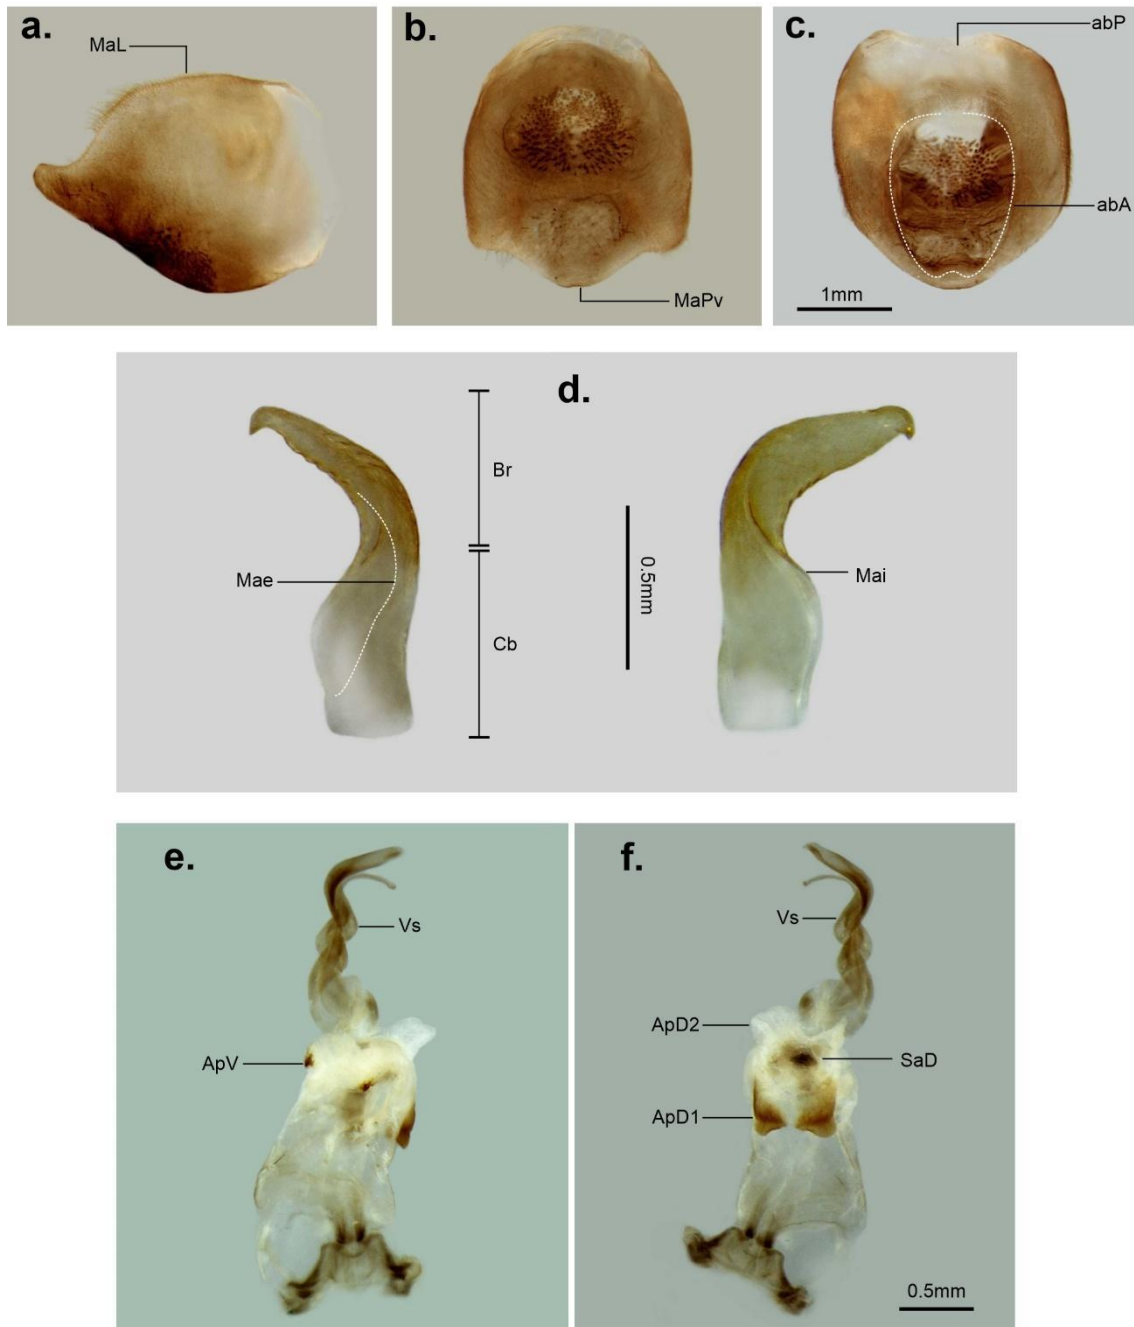 a.
MaL
b.
MaPv
c.
abP
abA
1mm
d.
Br
Mae
Cb
0.5mm
Mai
e.
Vs
ApV
f.
Vs
ApD2
SaD
ApD1
0.5mm